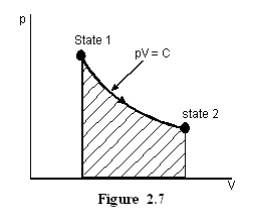 p
State 1
pV = C
state 2
V
Figure 2.7